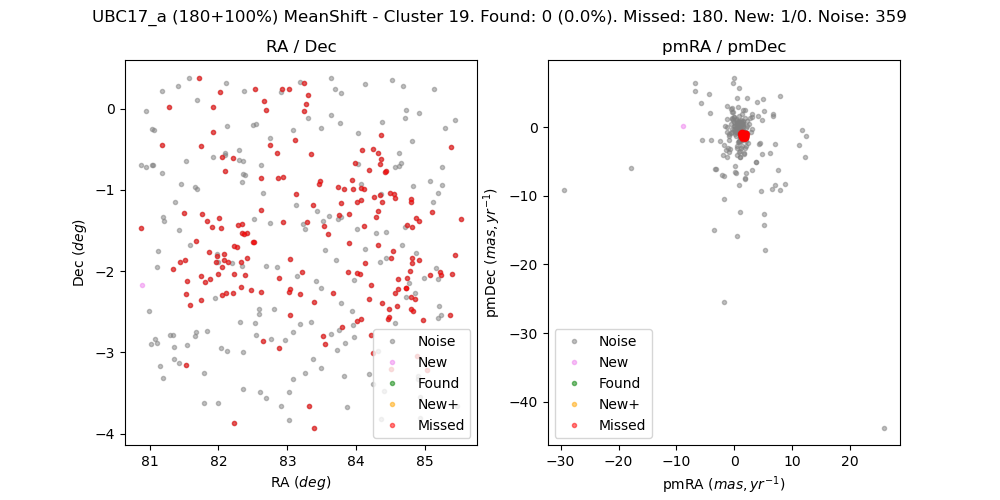 UBC17_a (180+100%) MeanShift - Cluster 19. Found: 0 (0.0%). Missed: 180. New: 1/0. Noise: 359
RA / Dec
pmRA / pmDec
0
−1
−2
−3
−4
Dec (deg)
81
82
83
84
85
RA (deg)
Noise
New
Found
New+
Missed
0
−10
−20
−30
−40
pmDec (mas, yr⁻¹)
−30
−20
−10
0
10
20
pmRA (mas, yr⁻¹)
Noise
New
Found
New+
Missed